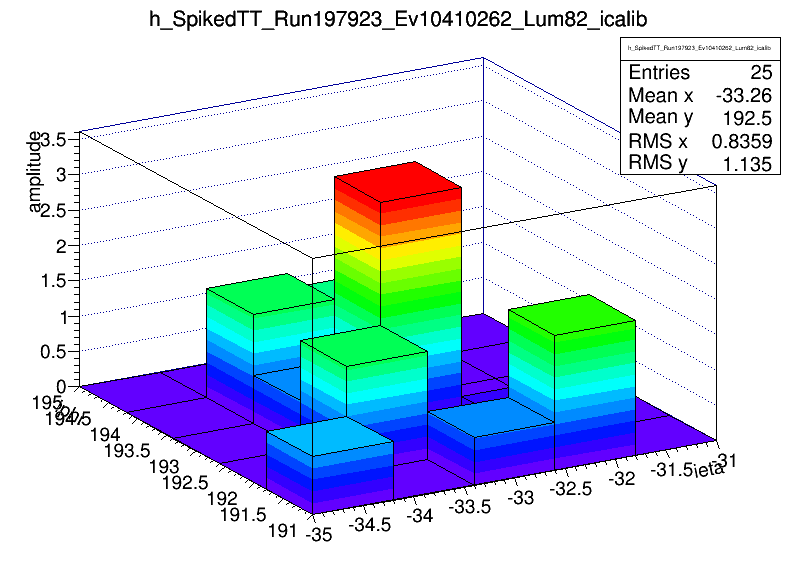 h_SpikedTT_Run197923_Ev10410262_Lum82_icalib
h_SpikedTT_Run197923_Ev10410262_Lum82_icalib
Entries 25
Mean x -33.26
Mean y 192.5
RMS x 0.8359
RMS y 1.135
amplitude
3.5
3
2.5
2
1.5
1
0.5
0
195
194.5
194
193.5
193
192.5
192
191.5
191
-35
-34.5
-34
-33.5
-33
-32.5
-32
-31.5
-31
ieta